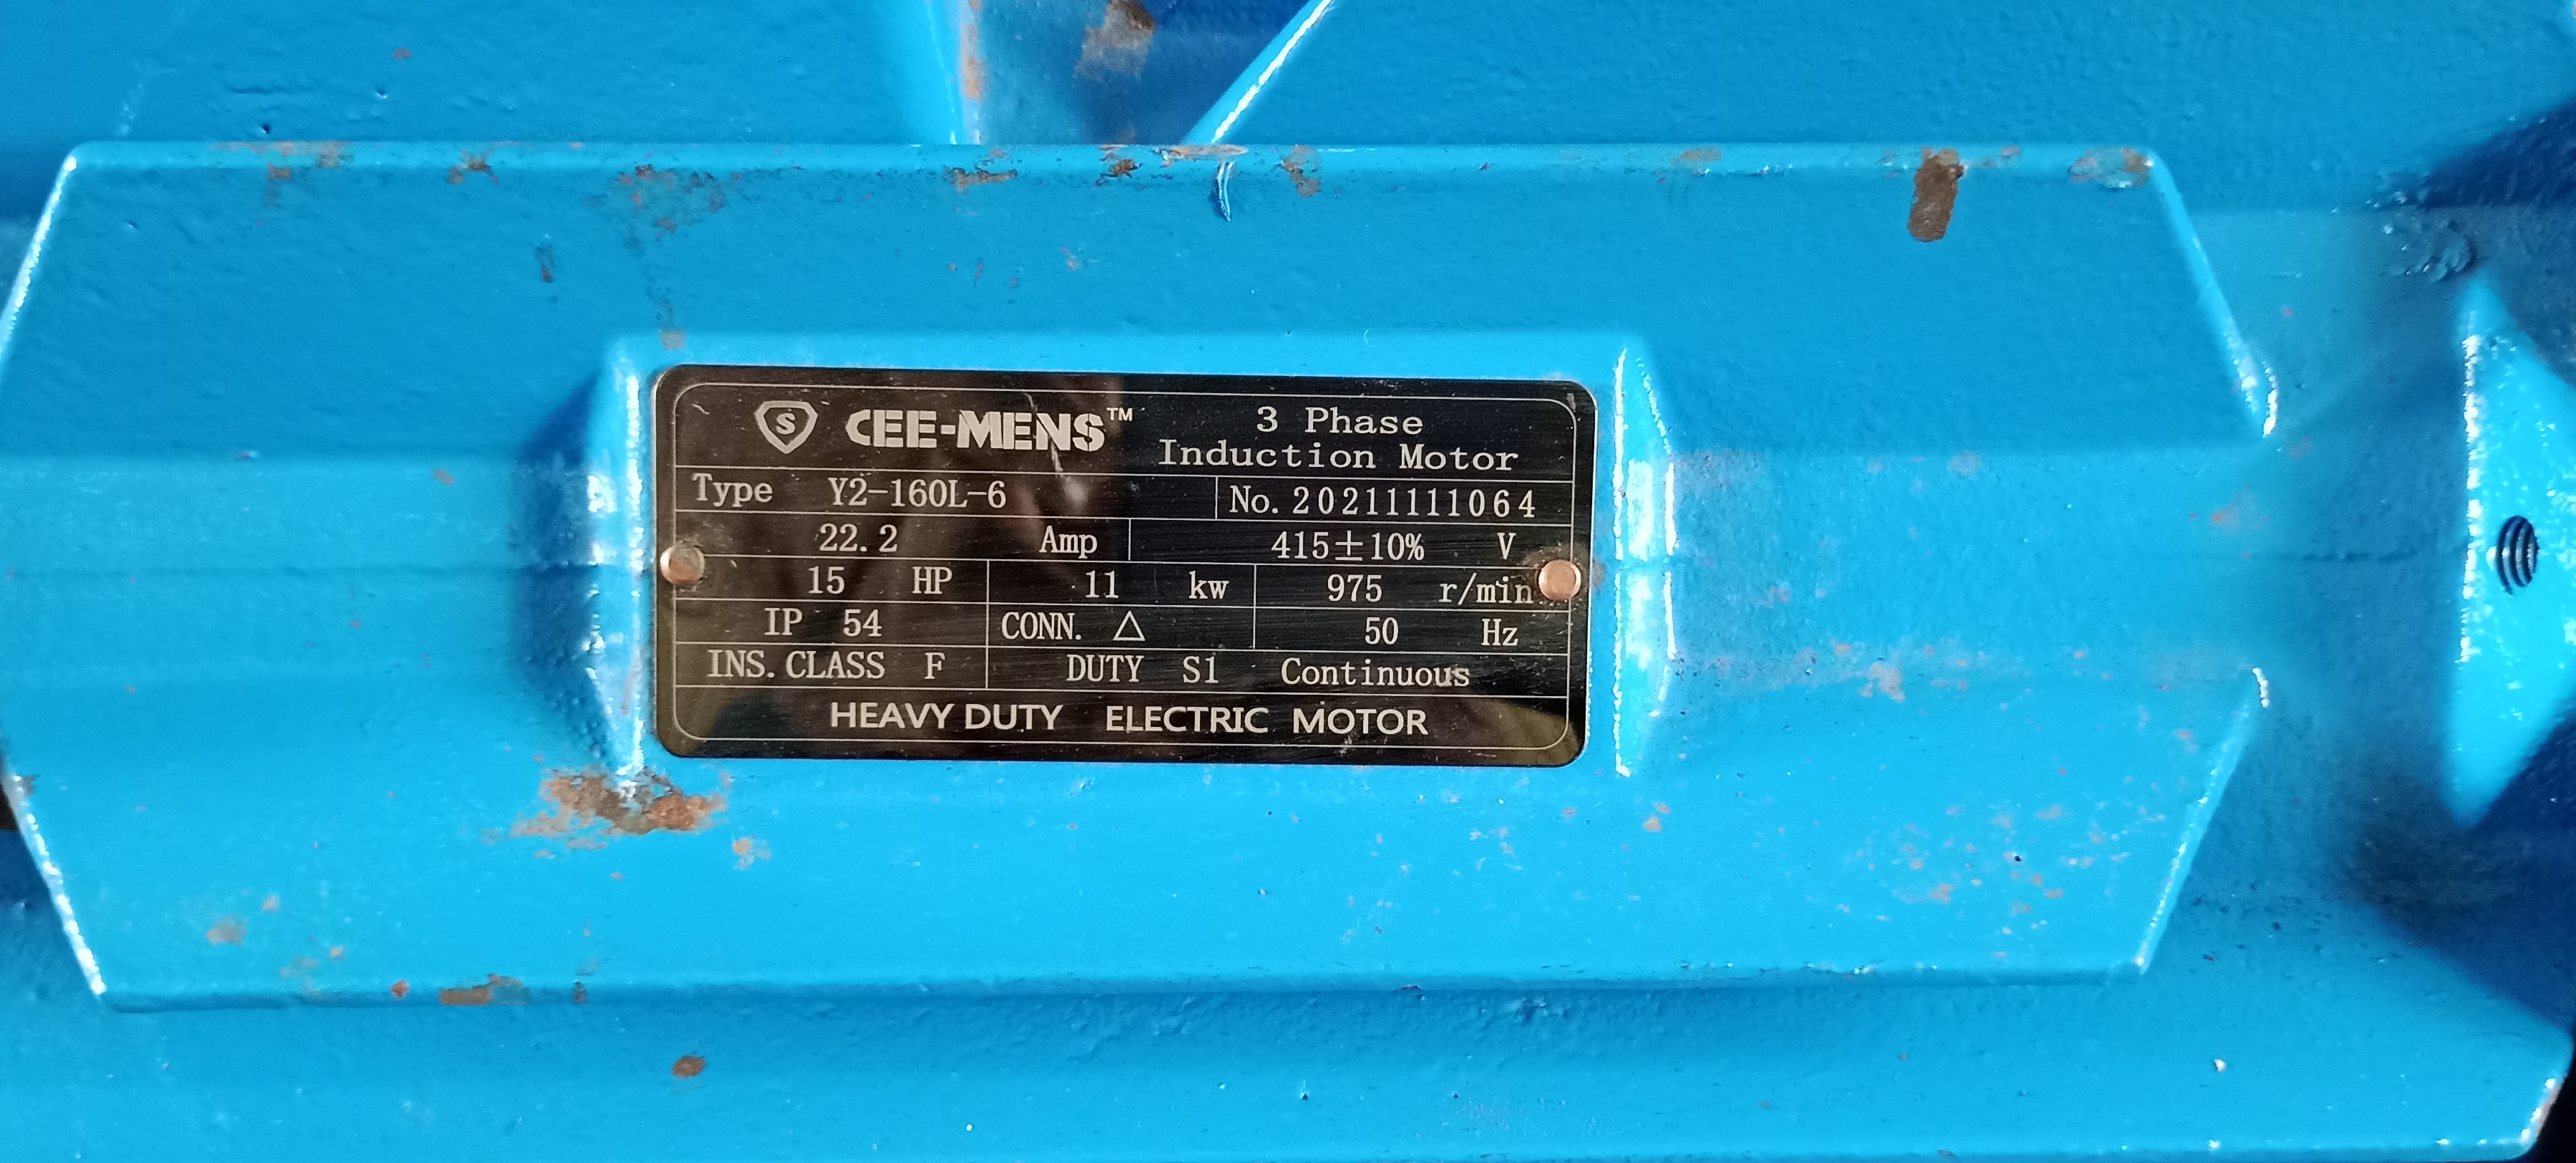 S CEE-MENS™ 3 Phase
Induction Motor
Type Y2-160L-6 No. 20211111064
22.2 Amp 415±10% V
15 HP 11 kw 975 r/min
IP 54 CONN. △ 50 Hz
INS. CLASS F DUTY S1 Continuous
HEAVY DUTY ELECTRIC MOTOR